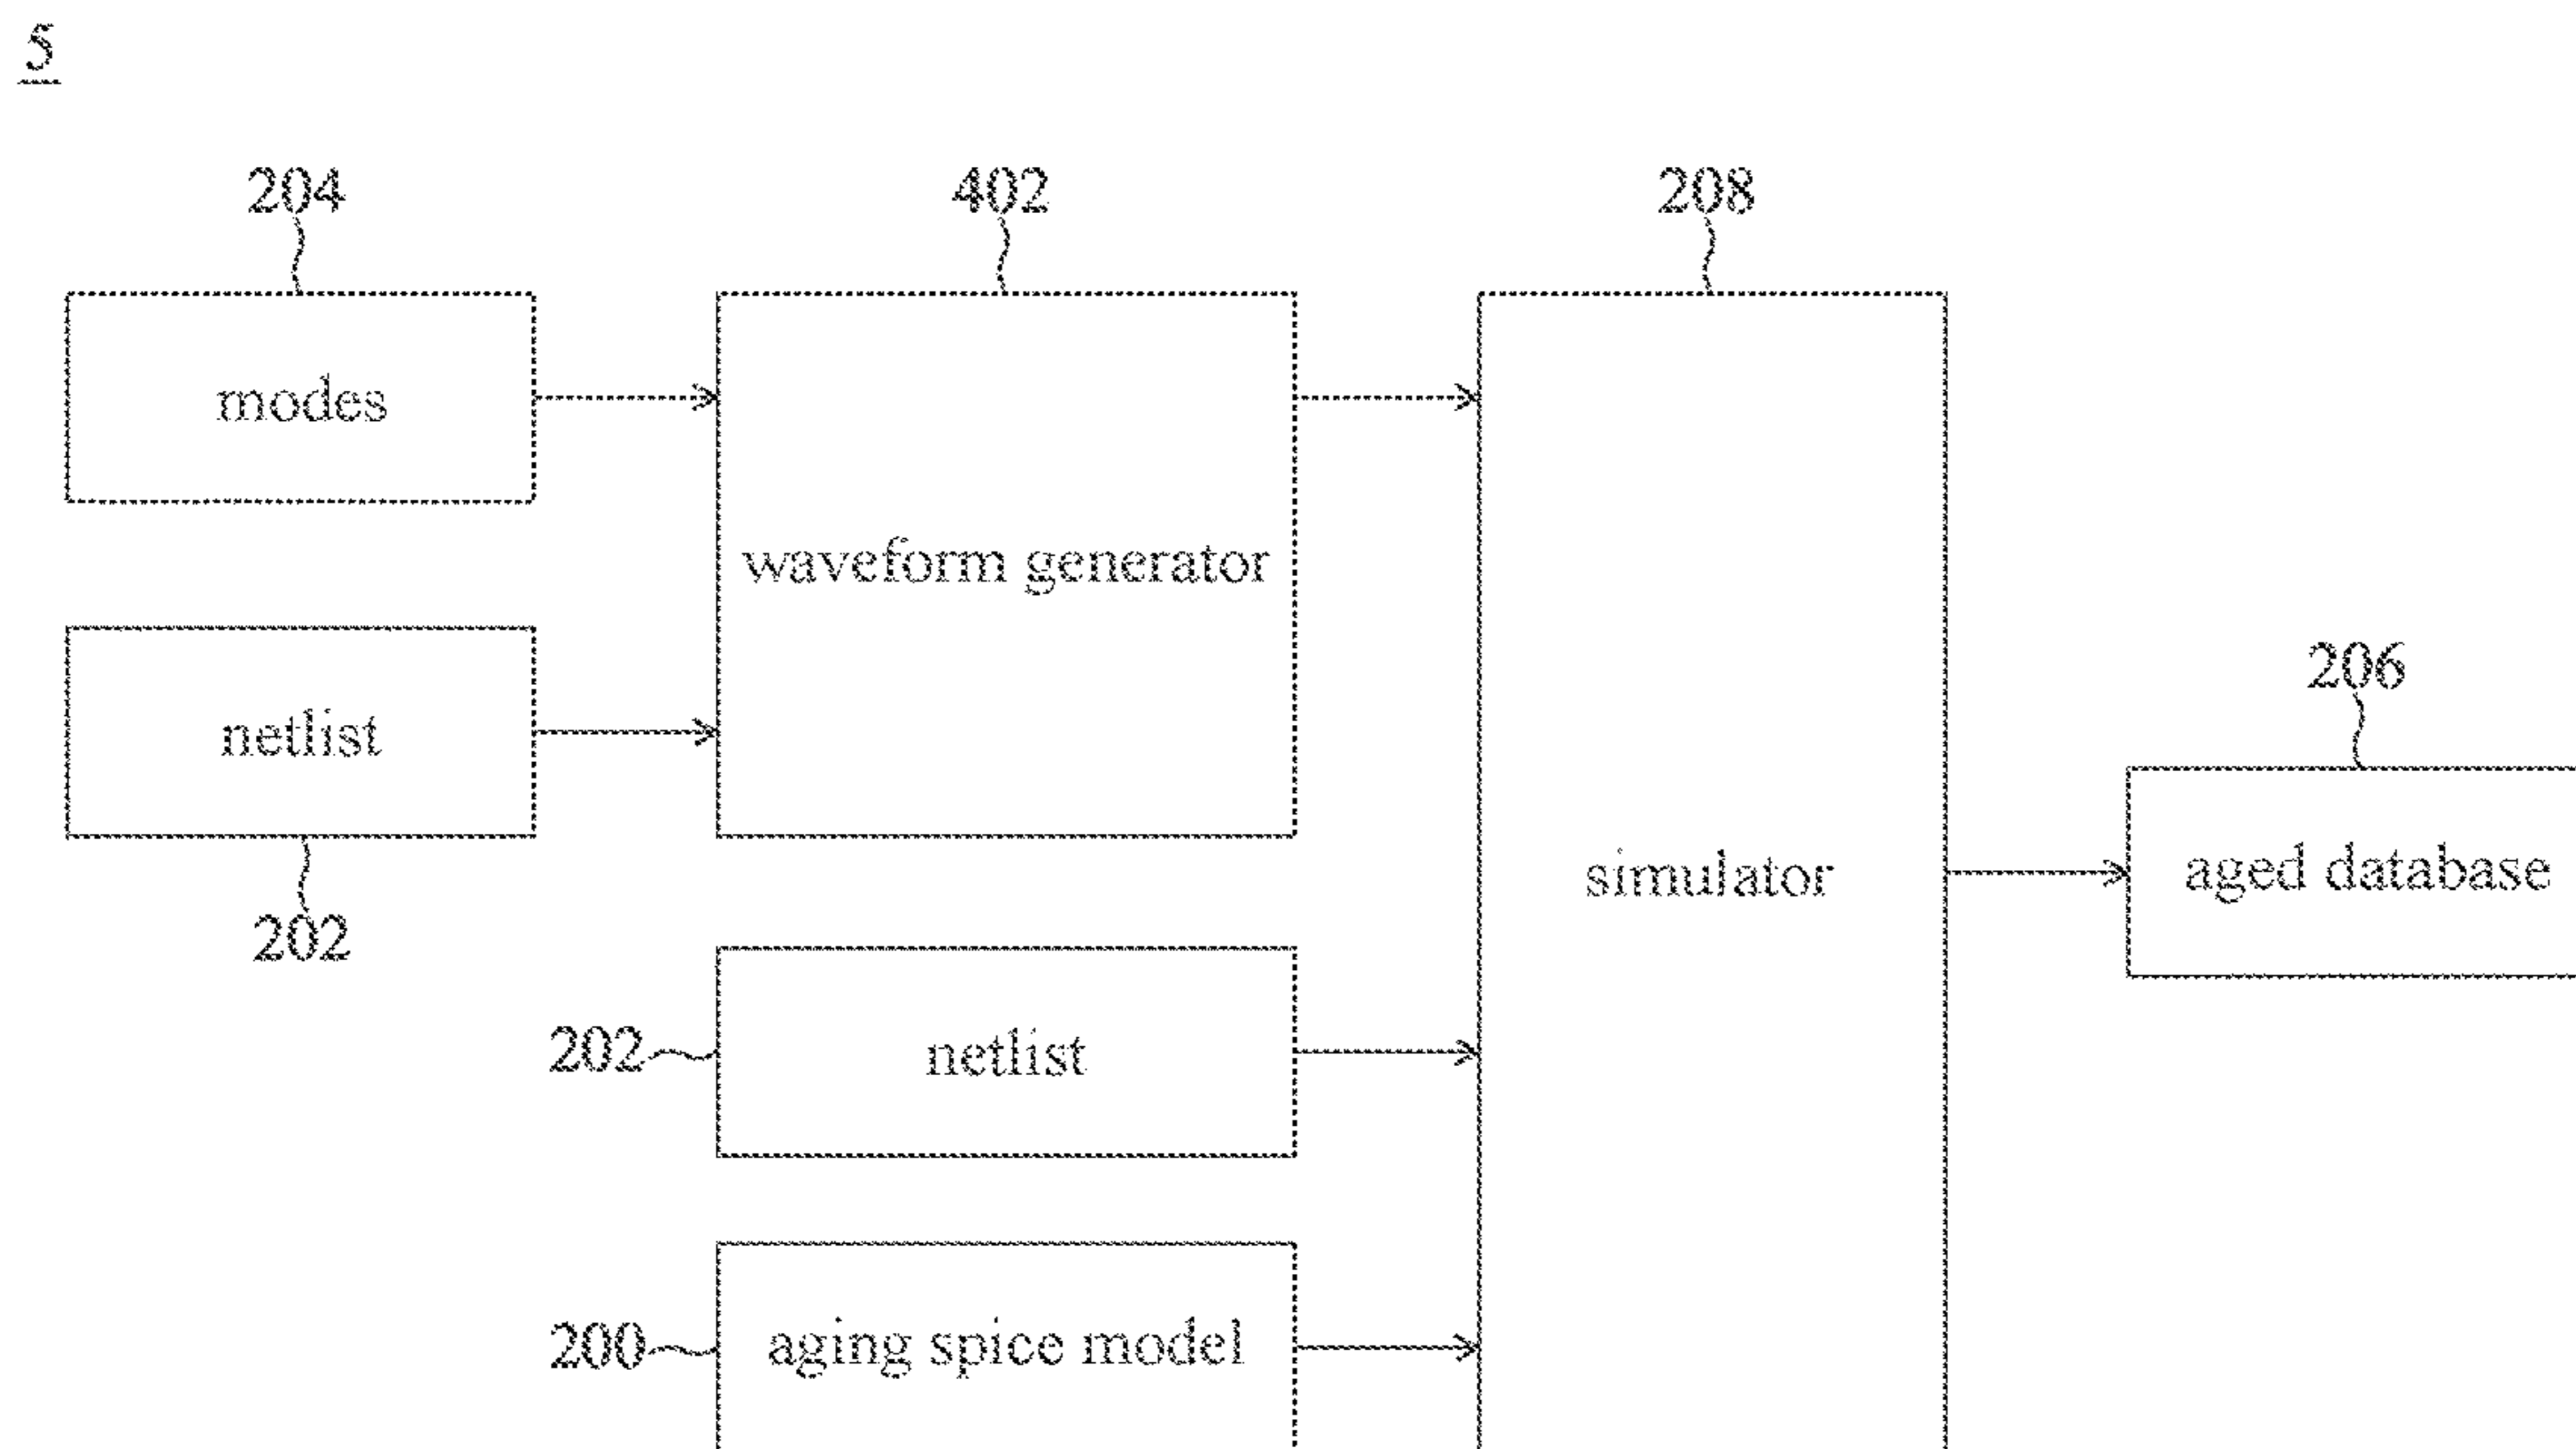 5
204
402
208
modes
waveform generator
netlist
206
simulator
aged database
202
202
netlist
200
aging spice model